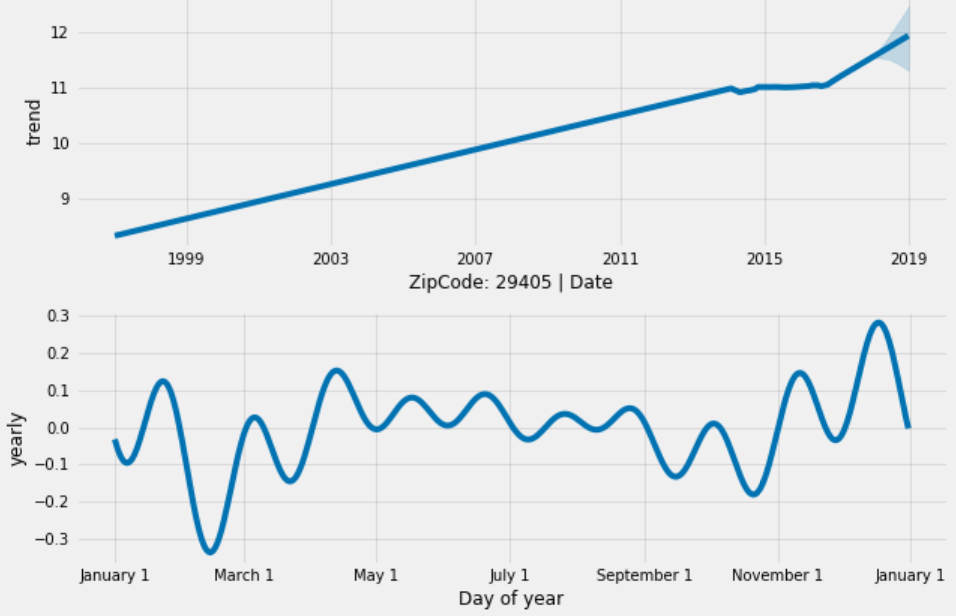 12
11
10
9
trend
1999 2003 2007 2011 2015 2019
ZipCode: 29405 | Date
0.3
0.2
0.1
0.0
−0.1
−0.2
−0.3
yearly
January 1 March 1 May 1 July 1 September 1 November 1 January 1
Day of year